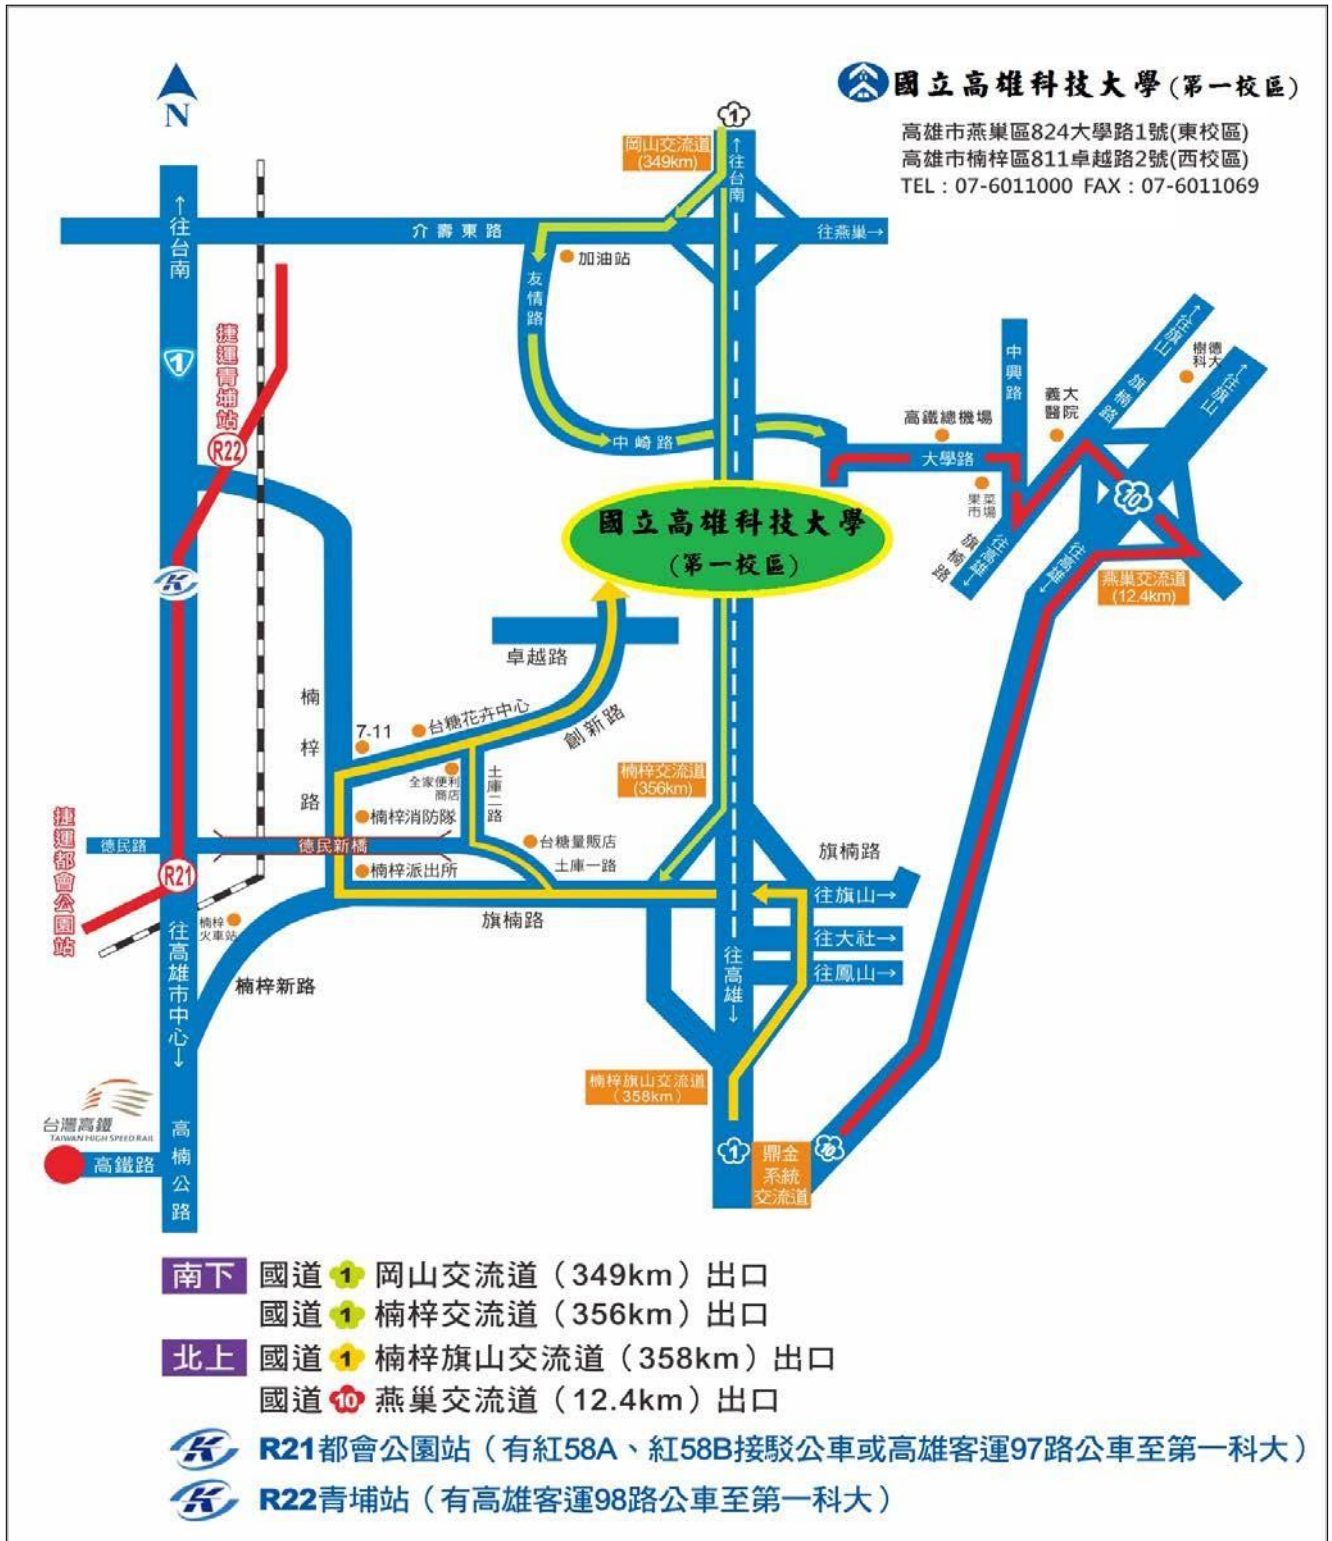 國立高雄科技大學(第一校區)
高雄市燕巢區824大學路1號(東校區)
高雄市楠梓區811卓越路2號(西校區)
TEL：07-6011000 FAX：07-6011069
N
1
岡山交流道
(349km)
↑往台南
↑往台南
介壽東路
往燕巢→
加油站
友情路
1
捷運青埔站
R22
中崎路
中興路
高鐵總機場
大學路
果菜
市場
義大
醫院
↑往旗山
旗楠路
樹德
科大
↑往旗山
10
旗楠路
往高雄↓
往高雄↓
燕巢交流道
(12.4km)
國立高雄科技大學
(第一校區)
K
卓越路
創新路
楠梓路
7-11
台糖花卉中心
全家便利
商店
土庫二路
楠梓交流道
(356km)
楠梓消防隊
德民路
德民新橋
台糖量販店
土庫一路
旗楠路
捷運都會公園站
R21
楠梓派出所
往旗山→
楠梓
火車站
旗楠路
往大社→
往鳳山→
往高雄↓
往高雄市中心↓
楠梓新路
楠梓旗山交流道
(358km)
台灣高鐵
TAIWAN HIGH SPEED RAIL
高鐵路
高楠公路
1
鼎金
系統
交流道
10
南下 國道 1 岡山交流道（349km）出口
國道 1 楠梓交流道（356km）出口
北上 國道 1 楠梓旗山交流道（358km）出口
國道 10 燕巢交流道（12.4km）出口
K R21都會公園站（有紅58A、紅58B接駁公車或高雄客運97路公車至第一科大）
K R22青埔站（有高雄客運98路公車至第一科大）